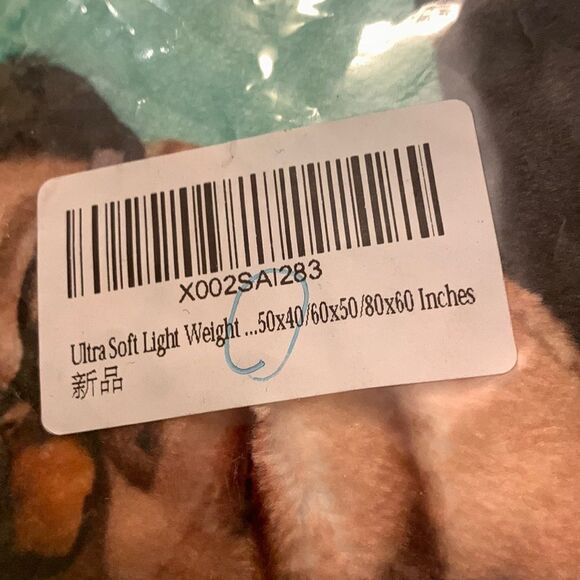 X002SAI283
Ultra Soft Light Weight ...50x40/60x50/80x60 Inches
新品